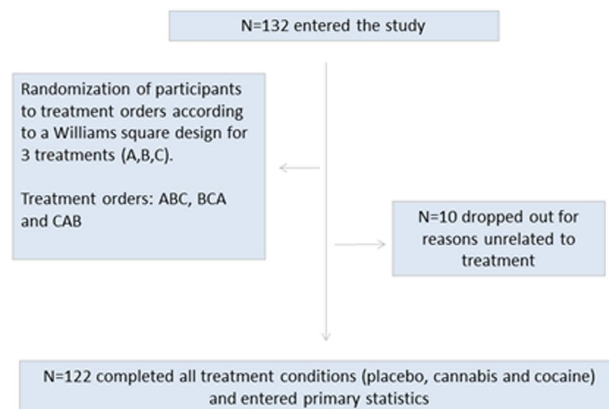 N=132 entered the study
Randomization of participants
to treatment orders according
to a Williams square design for
3 treatments (A,B,C).
Treatment orders: ABC, BCA
and CAB
N=10 dropped out for
reasons unrelated to
treatment
N=122 completed all treatment conditions (placebo, cannabis and cocaine)
and entered primary statistics